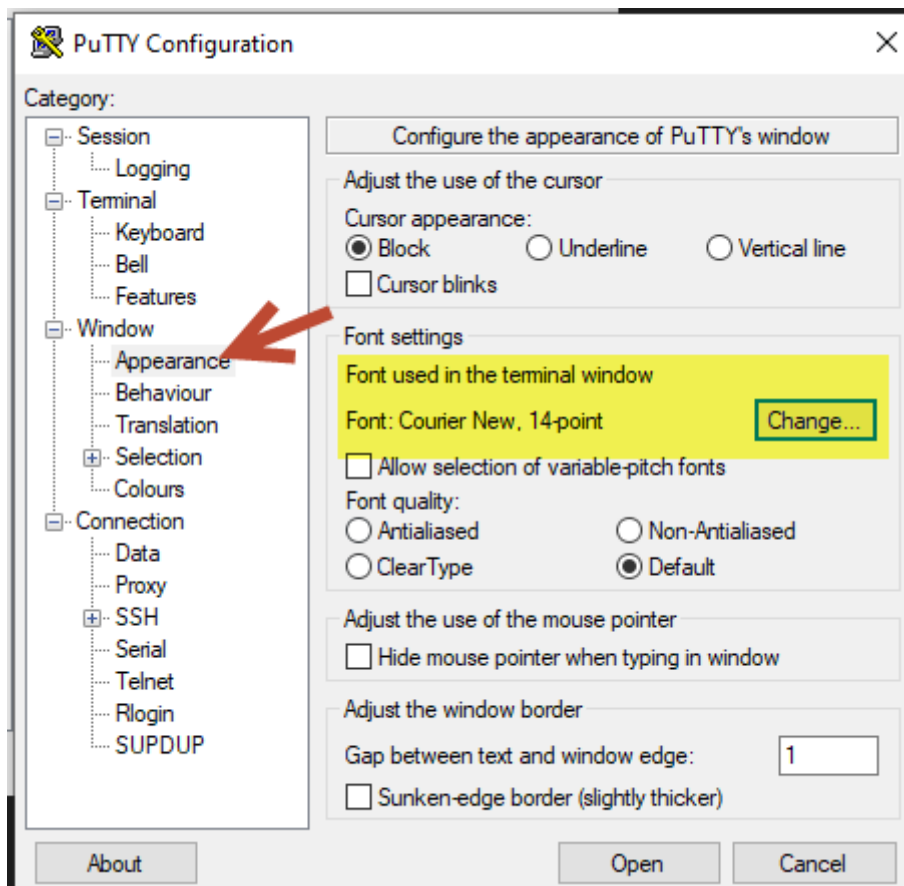 PuTTY Configuration
Category:
Session
Logging
Terminal
Keyboard
Bell
Features
Window
Appearance
Behaviour
Translation
Selection
Colours
Connection
Data
Proxy
SSH
Serial
Telnet
Rlogin
SUPDUP
Configure the appearance of PuTTY's window
Adjust the use of the cursor
Cursor appearance:
Block Underline Vertical line
Cursor blinks
Font settings
Font used in the terminal window
Font: Courier New, 14-point Change...
Allow selection of variable-pitch fonts
Font quality:
Antialiased Non-Antialiased
ClearType Default
Adjust the use of the mouse pointer
Hide mouse pointer when typing in window
Adjust the window border
Gap between text and window edge: 1
Sunken-edge border (slightly thicker)
About Open Cancel